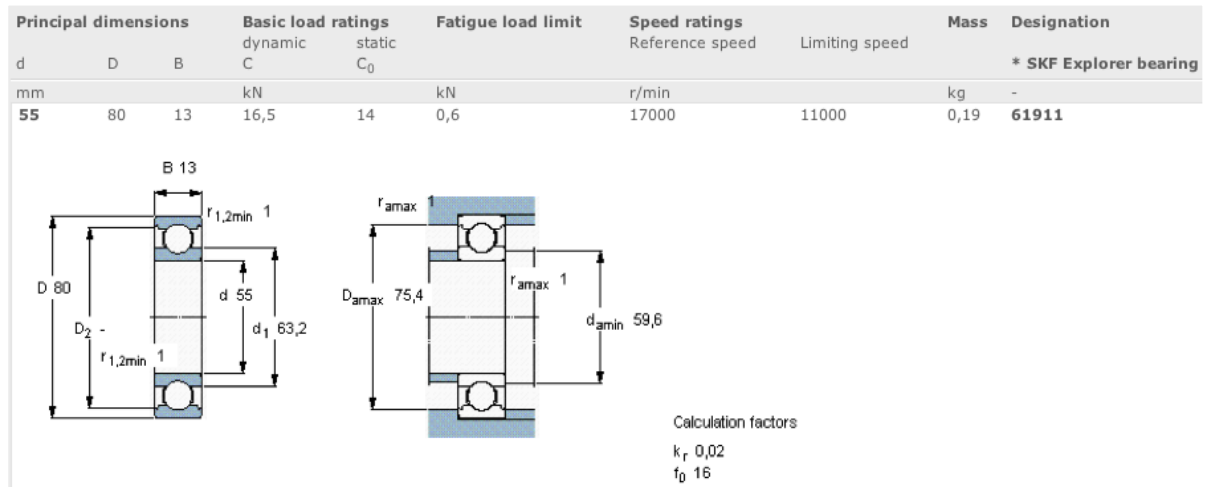 Principal dimensions Basic load ratings Fatigue load limit Speed ratings Mass Designation
dynamic static Reference speed Limiting speed
d D B C C0 * SKF Explorer bearing
mm kN kN r/min kg -
55 80 13 16,5 14 0,6 17000 11000 0,19 61911
B 13
r1,2min 1
ramax 1
D 80
d 55
D2 -
d1 63,2
r1,2min 1
Damax 75,4
ramax 1
damin 59,6
Calculation factors
kr 0,02
f0 16